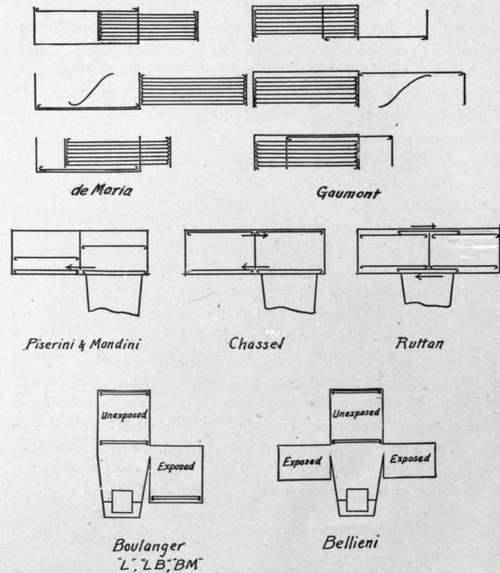 de Maria
Gaumont
Piserini & Mondini
Chassel
Ruttan
Unexposed
Exposed
Unexposed
Exposed
Exposed
Boulanger
"L","LB","BM"
Bellieni